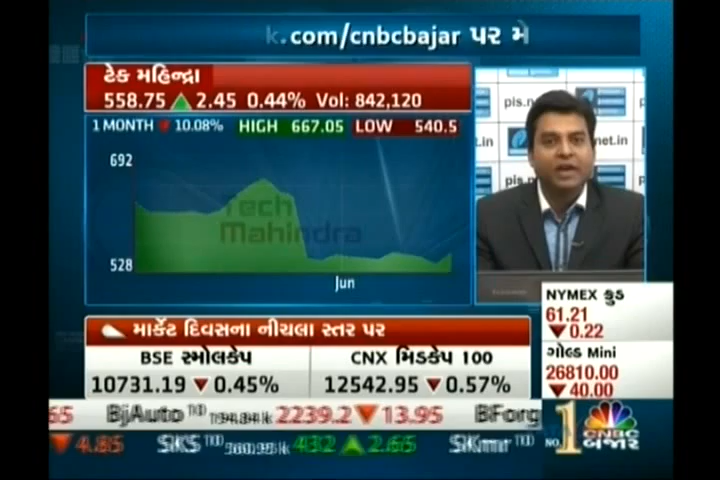 k.com/cnbcbajar પર મે
ટેક મહિન્દ્રા
558.75 ▲ 2.45 0.44% Vol: 842,120
1 MONTH ▼ 10.08% HIGH 667.05 LOW 540.5
692
Tech
Mahindra
528
Jun
pis.n
net.in
t.in
pis.
NYMEX ક્રુડ
61.21
▼0.22
ગોલ્ડ Mini
26810.00
▼40.00
માર્કેટ દિવસના નીચલા સ્તર પર
BSE સ્મોલકેપ
10731.19 ▼ 0.45%
CNX મિડકેપ 100
12542.95 ▼ 0.57%
65 BjAuto 2239.2 ▼ 13.95 BForg
▼ 4.85 SKS 432 ▲ 2.65
NO. 1
CNBC
બજાર